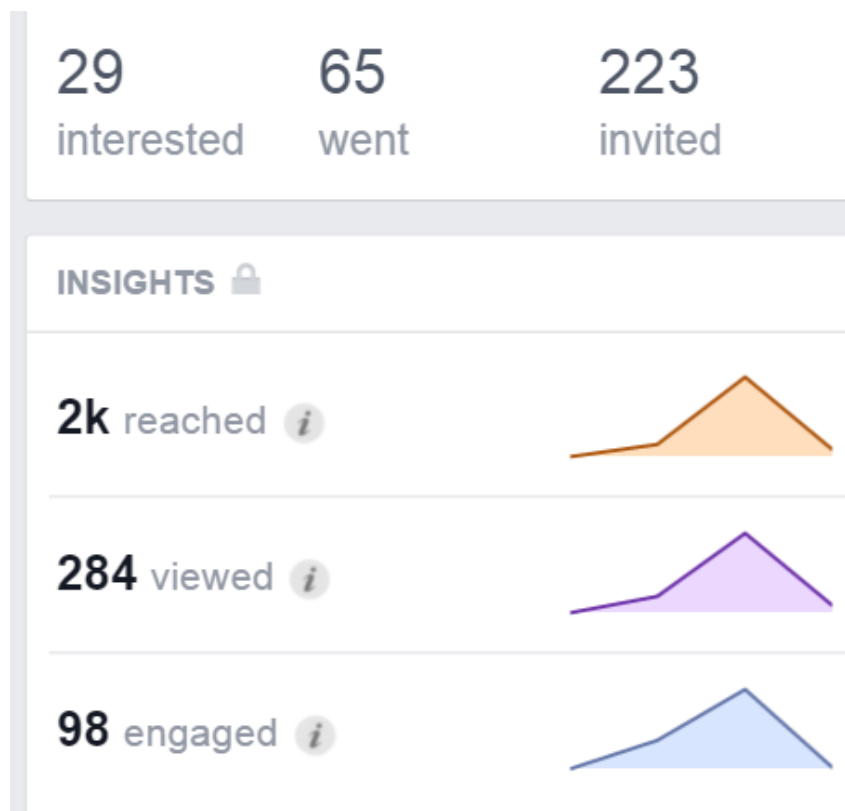 29 65 223
interested went invited
INSIGHTS
2k reached i
284 viewed i
98 engaged i